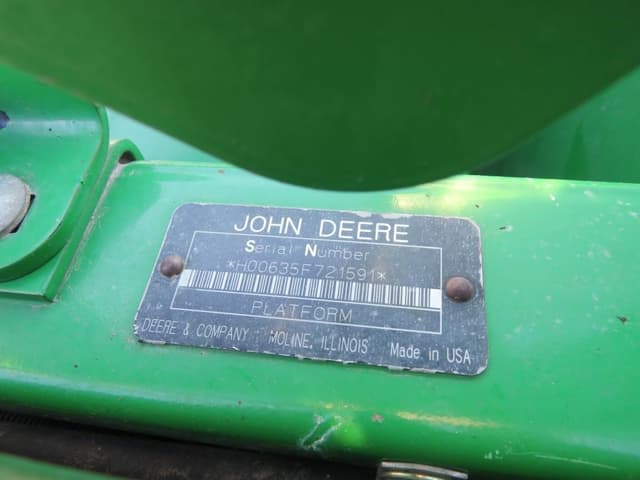 JOHN DEERE
Serial Number
*H00635F721591*
PLATFORM
DEERE & COMPANY MOLINE, ILLINOIS Made in USA